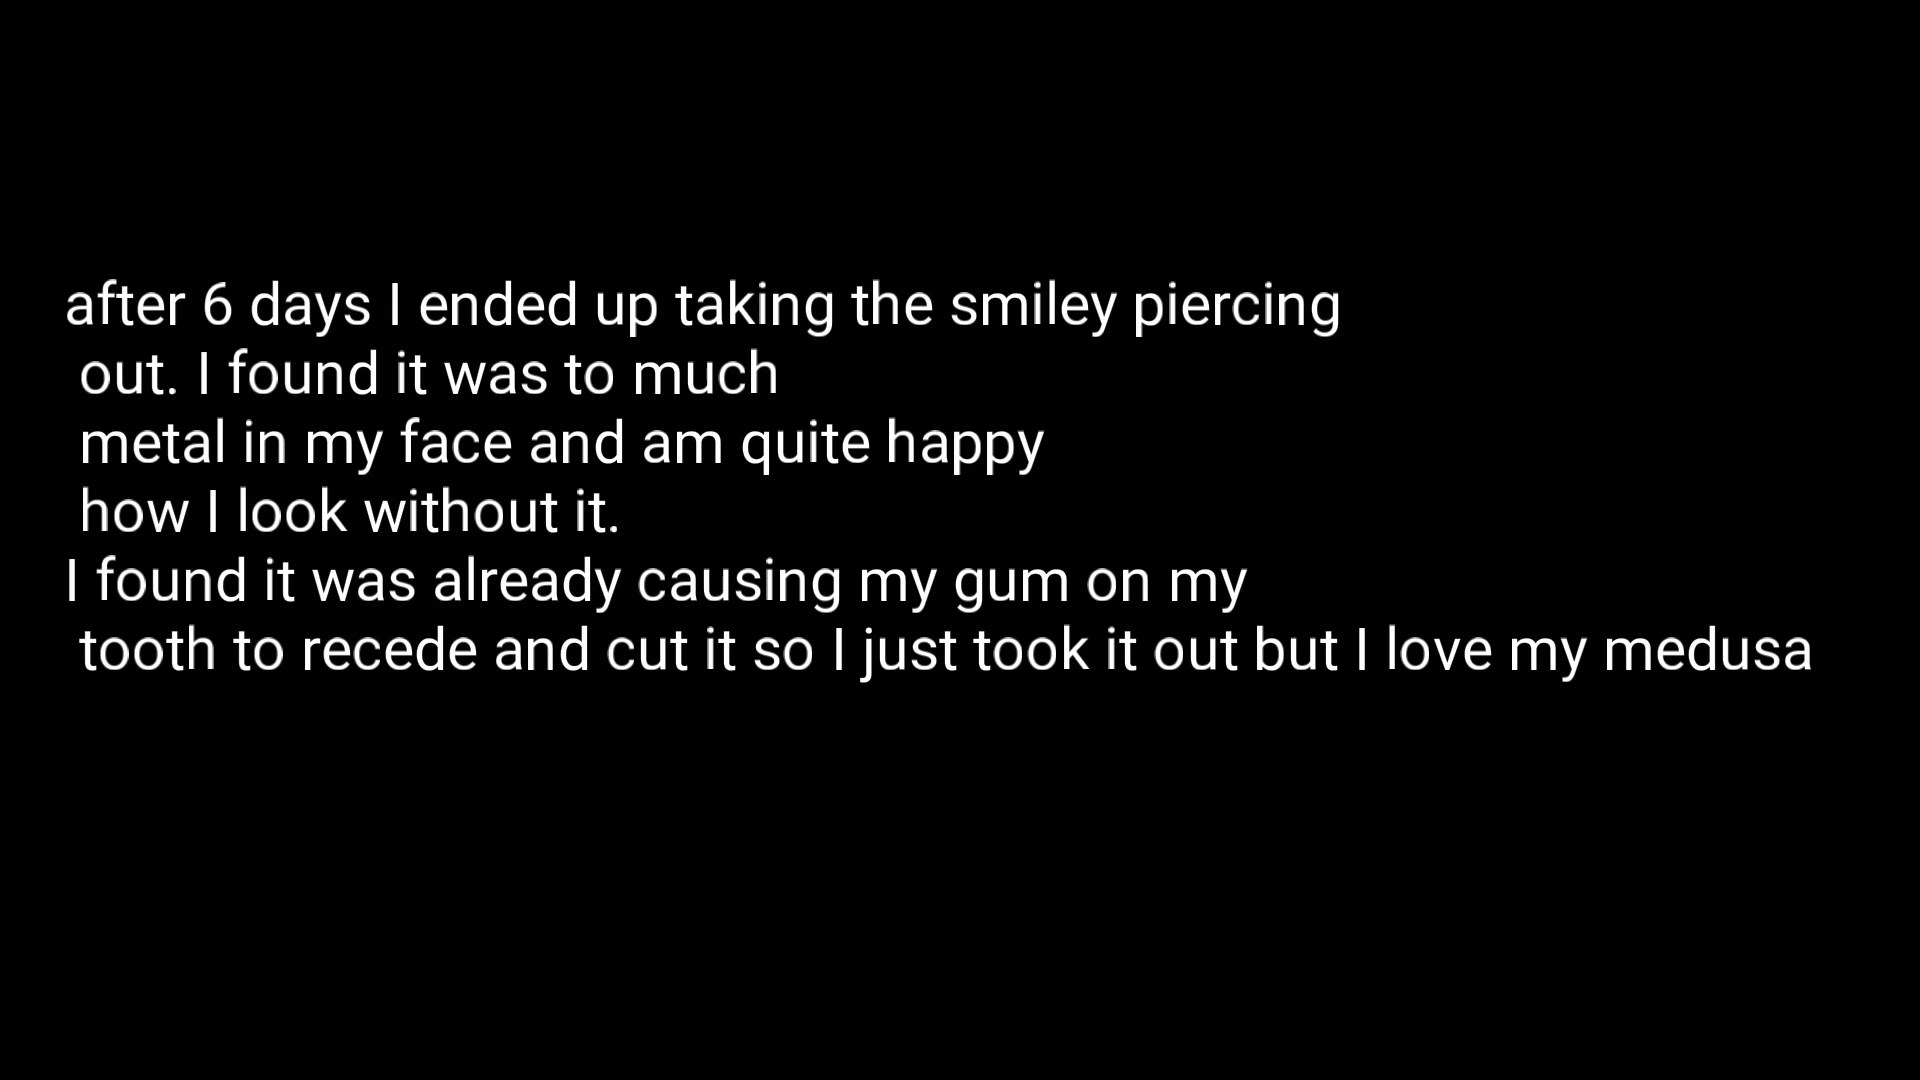 after 6 days I ended up taking the smiley piercing
out. I found it was to much
metal in my face and am quite happy
how I look without it.
I found it was already causing my gum on my
tooth to recede and cut it so I just took it out but I love my medusa